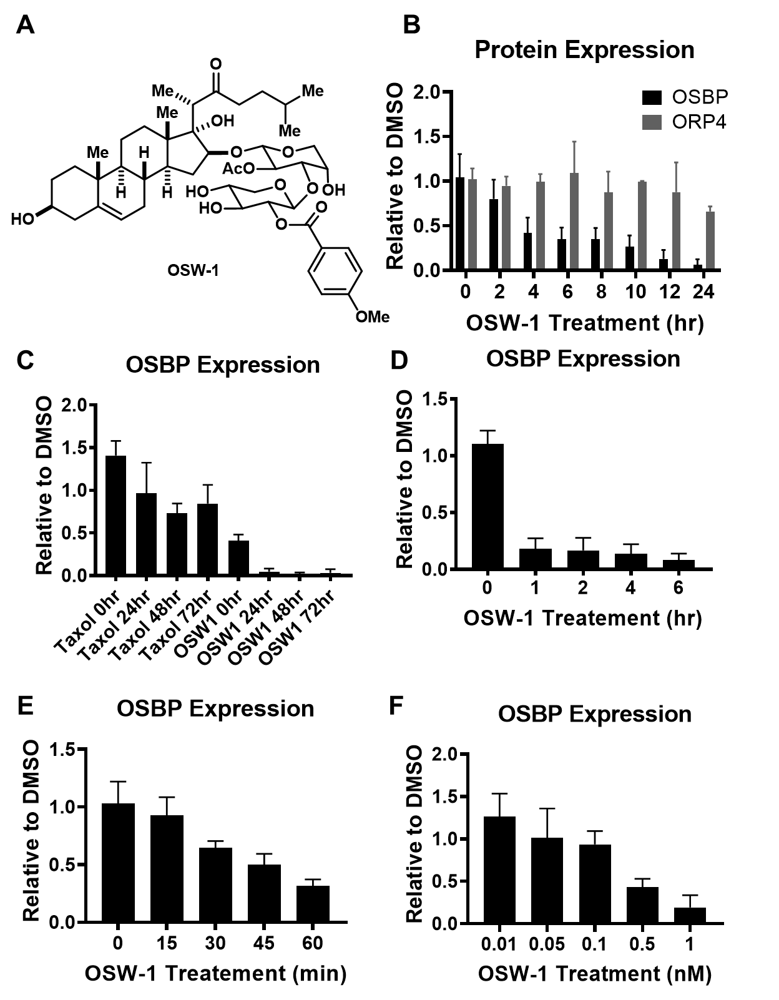 A
O
Me
Me
Me
OH
Me
Me
H
O
O
AcO
H
H
HO
O
O
OH
HO
HO
O
O
OSW-1
OMe
B
Protein Expression
Relative to DMSO
2.0
1.5
1.0
0.5
0.0
OSBP
ORP4
0 2 4 6 8 10 12 24
OSW-1 Treatment (hr)
C
OSBP Expression
Relative to DMSO
2.0
1.5
1.0
0.5
0.0
Taxol 0hr
Taxol 24hr
Taxol 48hr
Taxol 72hr
OSW1 0hr
OSW1 24hr
OSW1 48hr
OSW1 72hr
D
OSBP Expression
Relative to DMSO
1.5
1.0
0.5
0.0
0 1 2 4 6
OSW-1 Treatement (hr)
E
OSBP Expression
Relative to DMSO
1.5
1.0
0.5
0.0
0 15 30 45 60
OSW-1 Treatement (min)
F
OSBP Expression
Relative to DMSO
2.0
1.5
1.0
0.5
0.0
0.01 0.05 0.1 0.5 1
OSW-1 Treatment (nM)